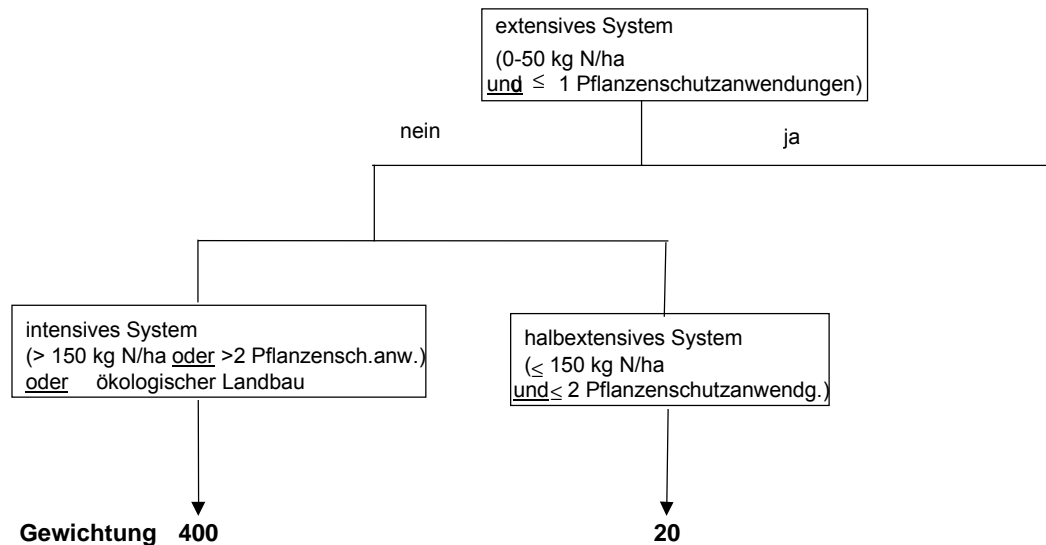 extensives System
(0-50 kg N/ha
und ≤ 1 Pflanzenschutzanwendungen)
nein
ja
intensives System
(> 150 kg N/ha oder >2 Pflanzensch.anw.)
oder ökologischer Landbau
halbextensives System
(≤ 150 kg N/ha
und≤ 2 Pflanzenschutzanwendg.)
Gewichtung 400
20